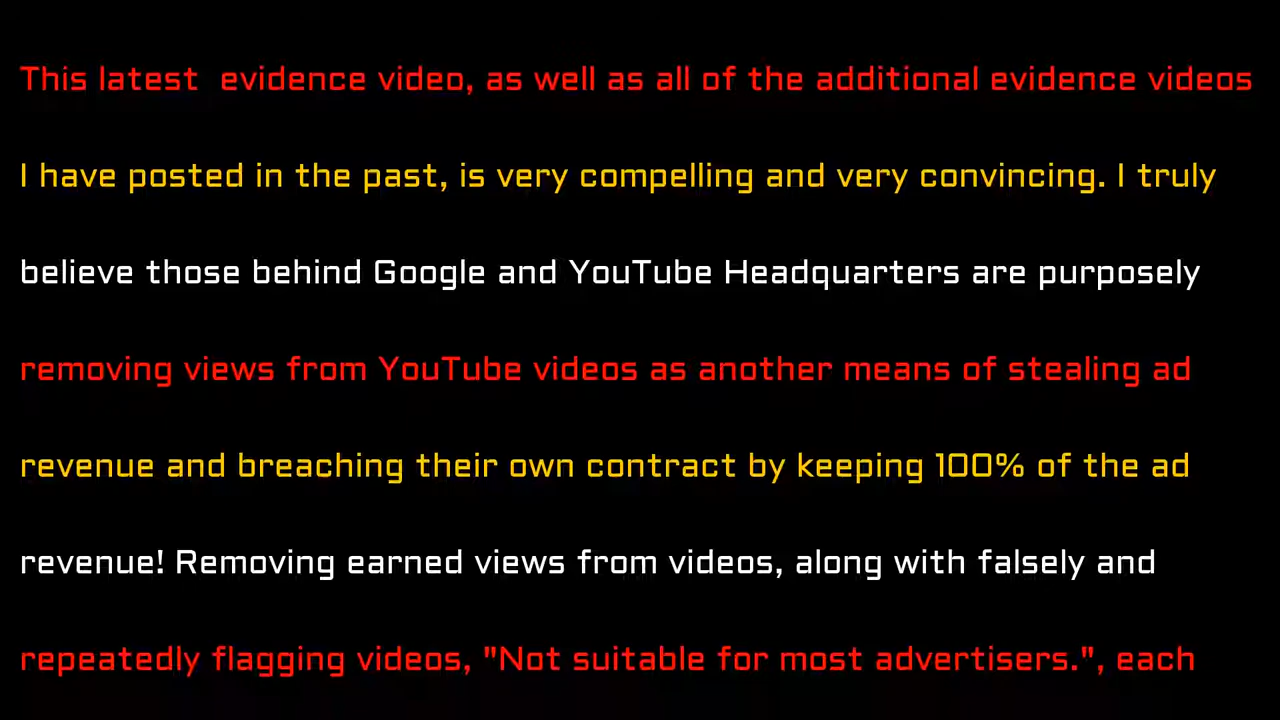 This latest  evidence video, as well as all of the additional evidence videos
I have posted in the past, is very compelling and very convincing. I truly
believe those behind Google and YouTube Headquarters are purposely
removing views from YouTube videos as another means of stealing ad
revenue and breaching their own contract by keeping 100% of the ad
revenue! Removing earned views from videos, along with falsely and
repeatedly flagging videos, "Not suitable for most advertisers.", each